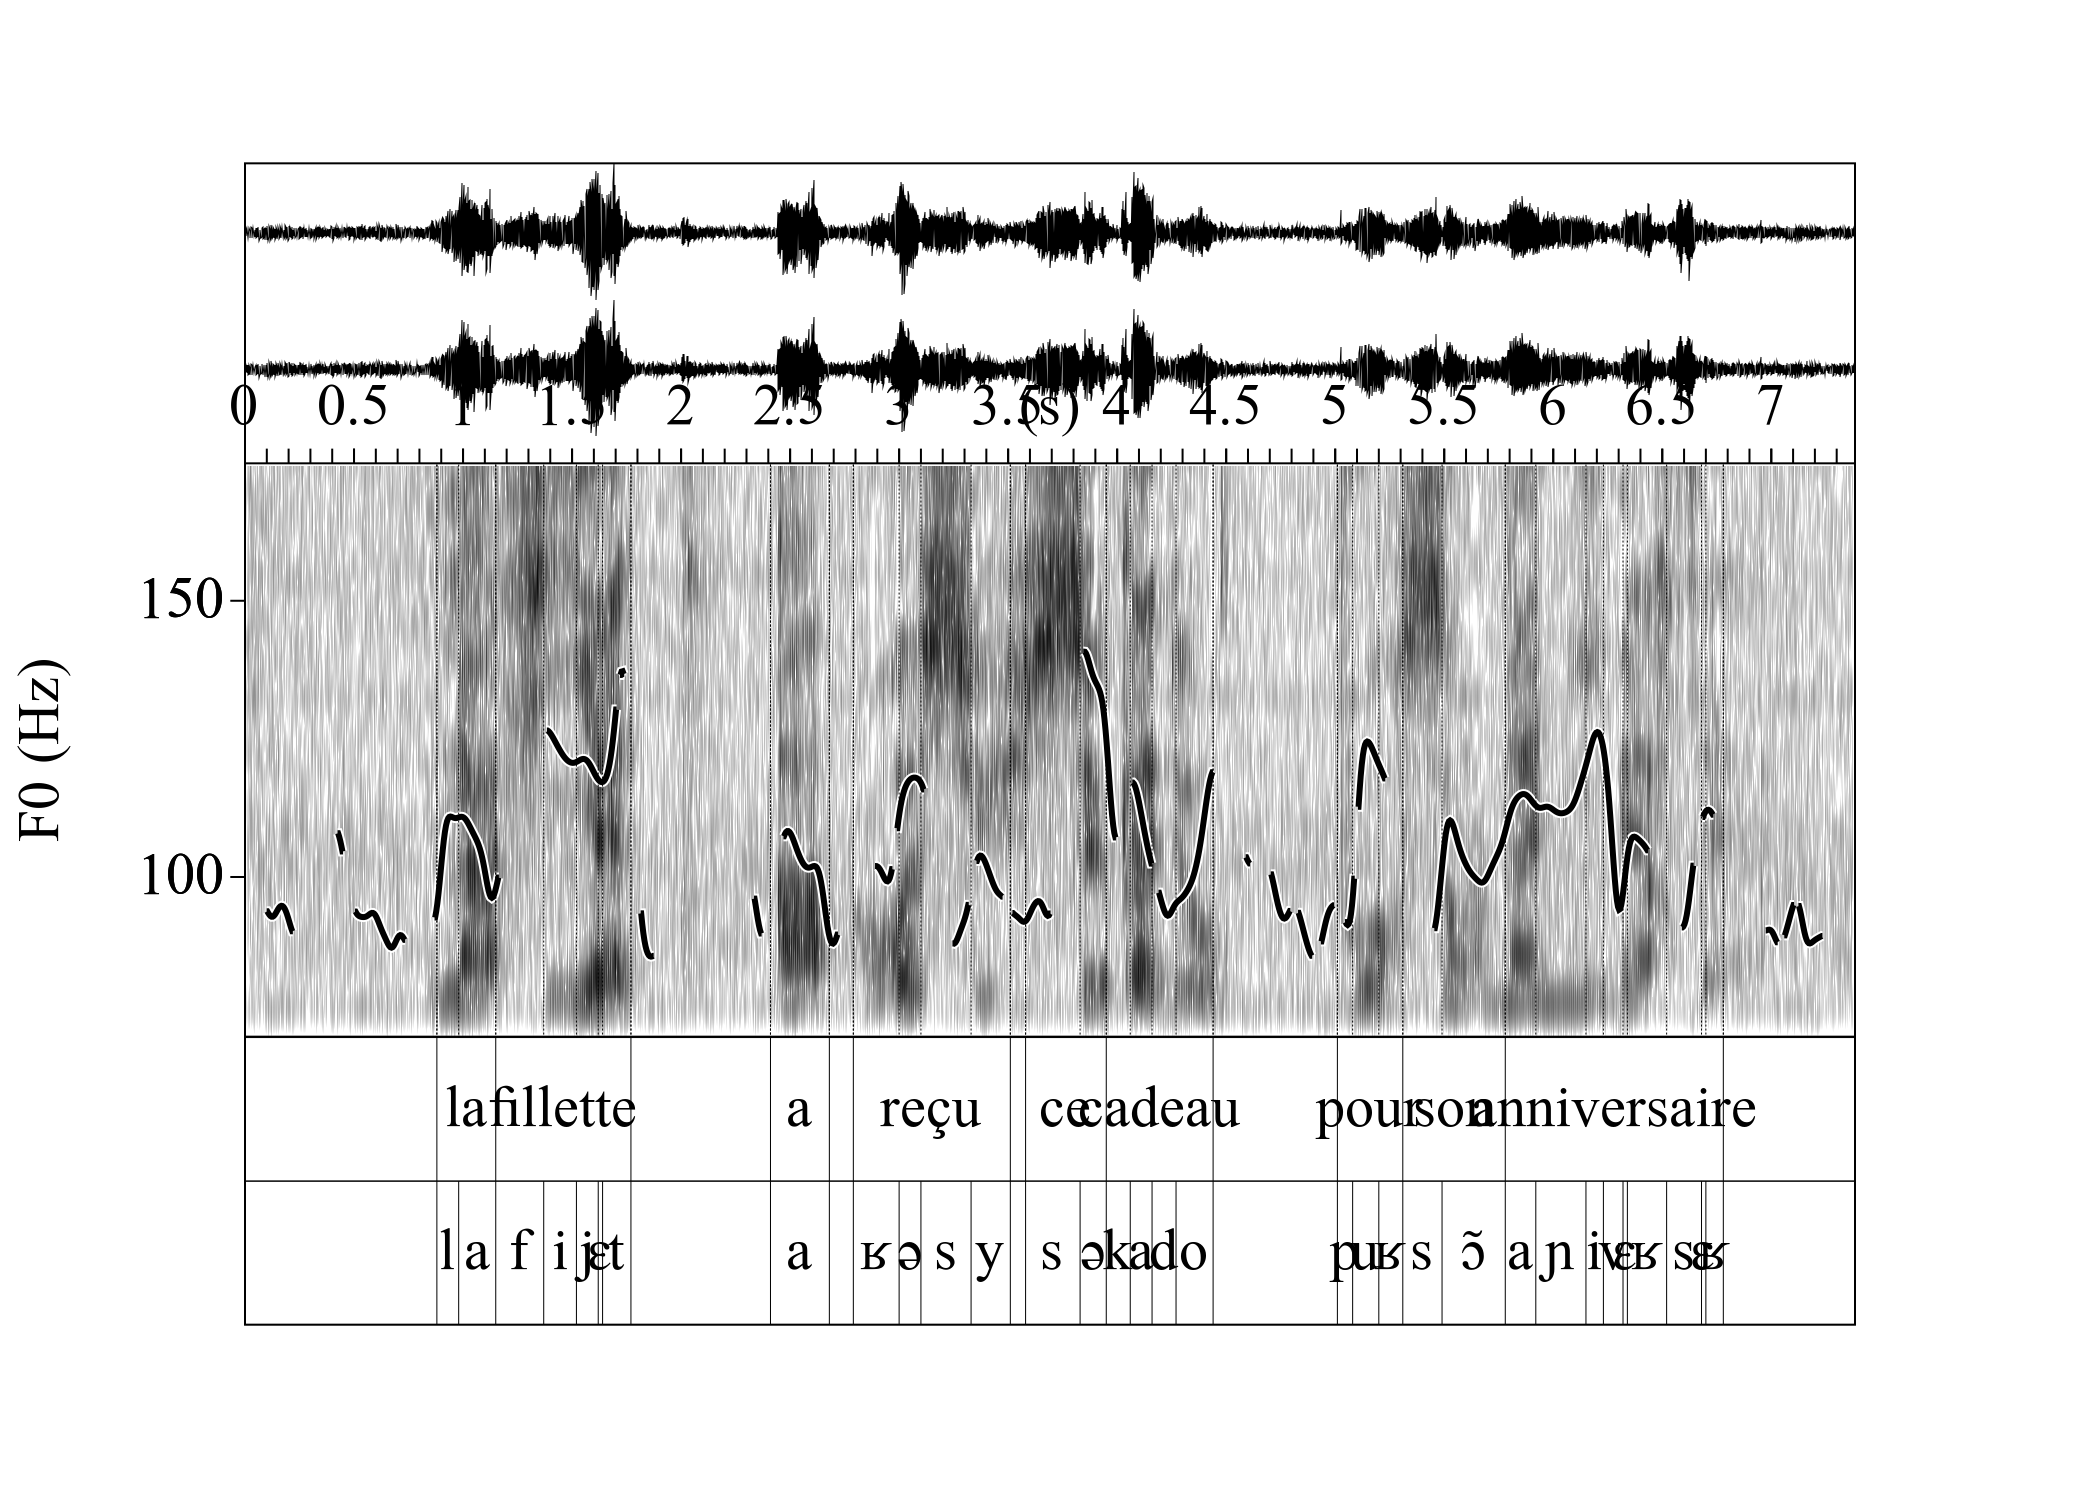 0 0.5 1 1.5 2 2.5 3 3.5 (s) 4 4.5 5 5.5 6 6.5 7
150
100
F0 (Hz)
la fillette a reçu ce cadeau pour son anniversaire
l a f i j ɛ t a ʁ ə s y s ə k a d o p u ʁ s ɔ̃ a ɲ i v ɛ ʁ s ɛ ʁ